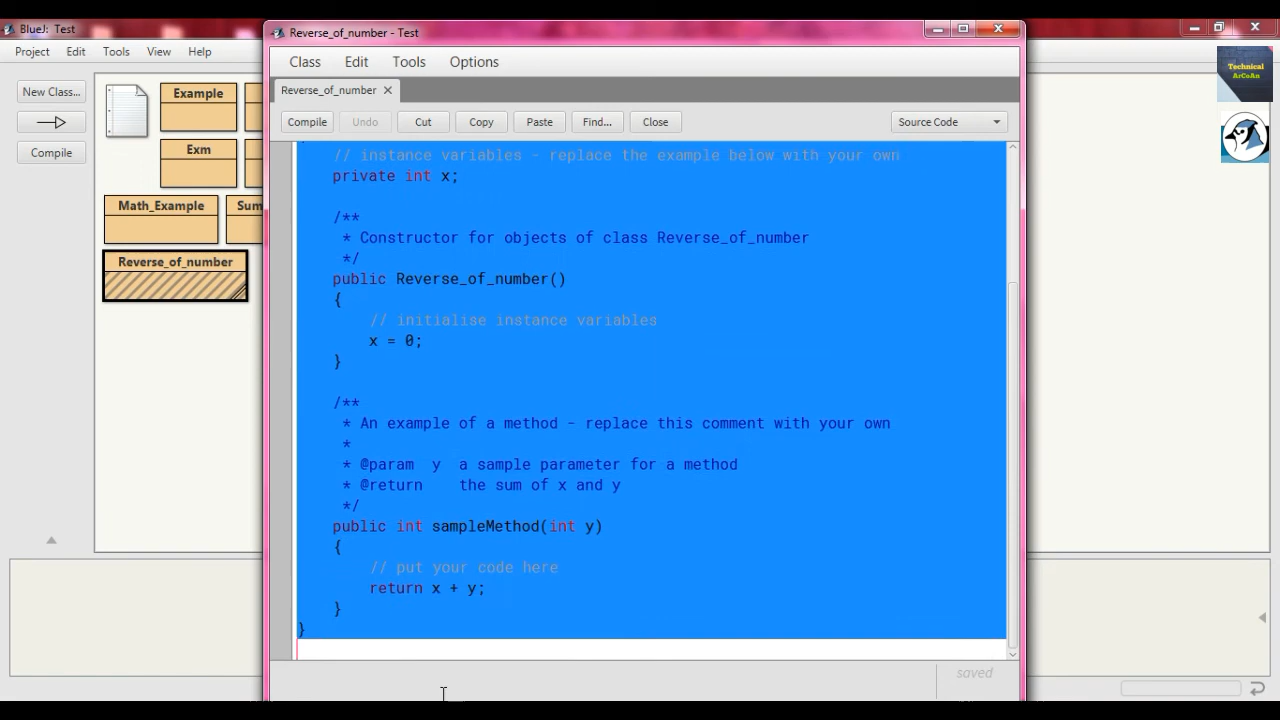 BlueJ: Test
Project Edit Tools View Help
New Class...
Compile
Example
Exm
Math_Example
Sum
Reverse_of_number
Reverse_of_number - Test
Class Edit Tools Options
Reverse_of_number
Compile Undo Cut Copy Paste Find... Close Source Code
// instance variables - replace the example below with your own
private int x;
/**
* Constructor for objects of class Reverse_of_number
*/
public Reverse_of_number()
{
// initialise instance variables
x = 0;
}
/**
* An example of a method - replace this comment with your own
*
* @param y a sample parameter for a method
* @return the sum of x and y
*/
public int sampleMethod(int y)
{
// put your code here
return x + y;
}
}
saved
Technical
ArCoAn